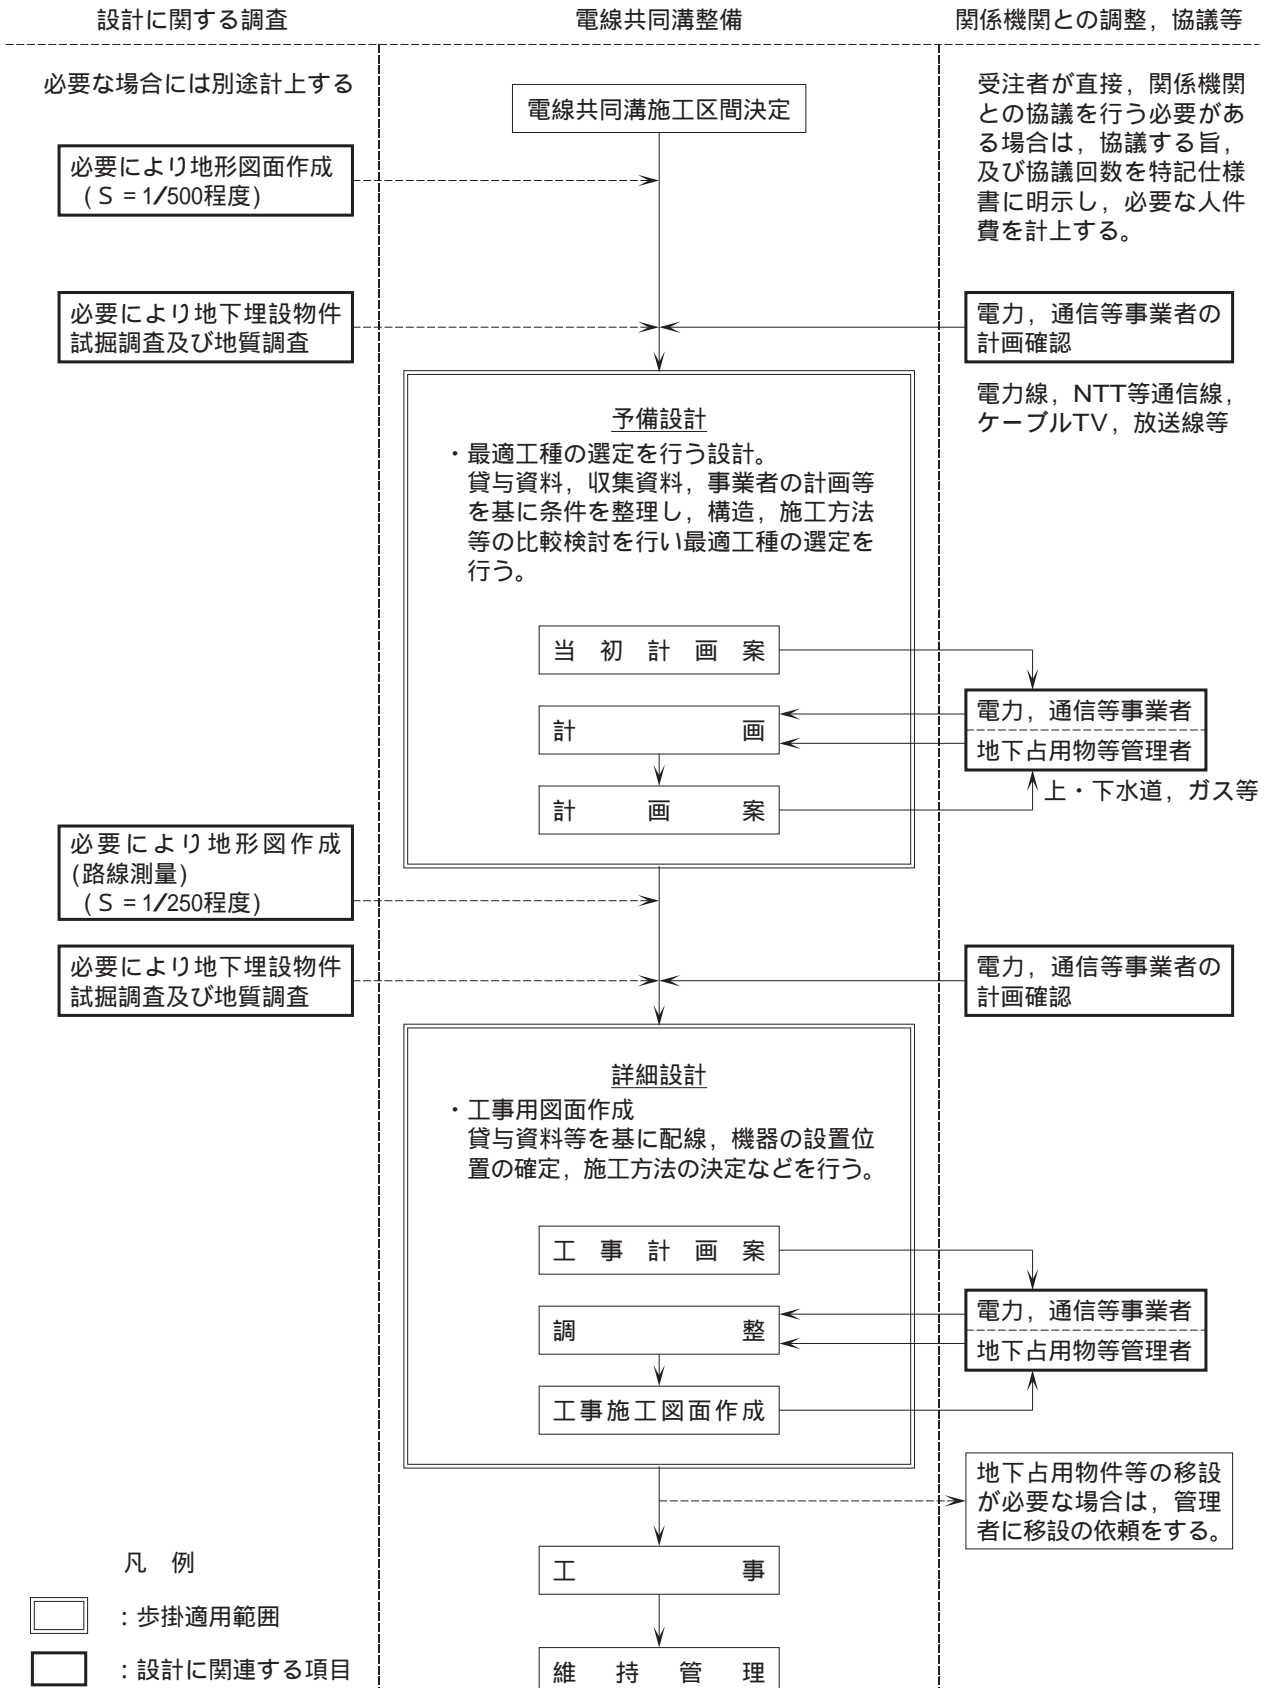 設計に関する調査
電線共同溝整備
関係機関との調整，協議等
必要な場合には別途計上する
電線共同溝施工区間決定
受注者が直接，関係機関
との協議を行う必要があ
る場合は，協議する旨，
及び協議回数を特記仕様
書に明示し，必要な人件
費を計上する。
必要により地形図面作成
(Ｓ＝1/500程度)
必要により地下埋設物件
試掘調査及び地質調査
電力，通信等事業者の
計画確認
電力線，NTT等通信線，
ケーブルTV，放送線等
予備設計
・最適工種の選定を行う設計。
貸与資料，収集資料，事業者の計画等
を基に条件を整理し，構造，施工方法
等の比較検討を行い最適工種の選定を
行う。
当初計画案
計画
計画案
電力，通信等事業者
地下占用物等管理者
上・下水道，ガス等
必要により地形図作成
(路線測量)
(Ｓ＝1/250程度)
必要により地下埋設物件
試掘調査及び地質調査
電力，通信等事業者の
計画確認
詳細設計
・工事用図面作成
貸与資料等を基に配線，機器の設置位
置の確定，施工方法の決定などを行う。
工事計画案
調整
工事施工図面作成
電力，通信等事業者
地下占用物等管理者
地下占用物件等の移設
が必要な場合は，管理
者に移設の依頼をする。
工事
維持管理
凡　例
：歩掛適用範囲
：設計に関連する項目